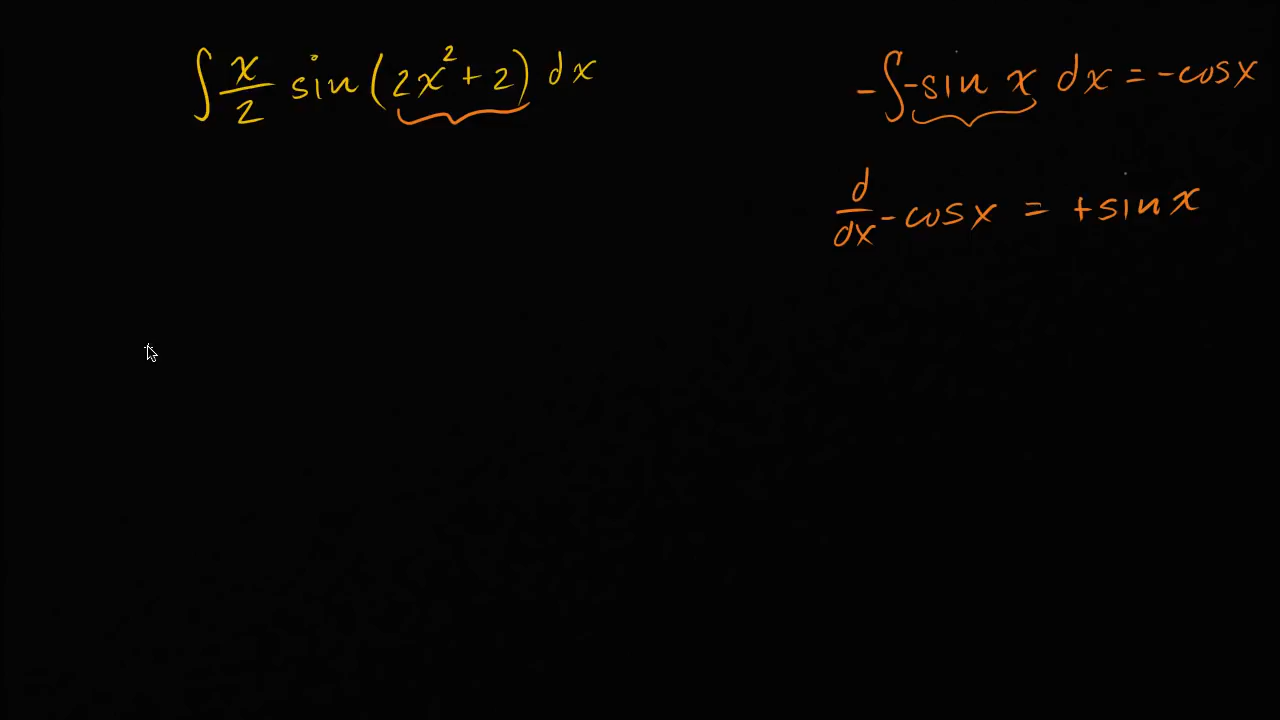 ∫ x/2 sin (2x² + 2) dx
-∫ -sin x dx = -cos x
d/dx -cos x = +sin x